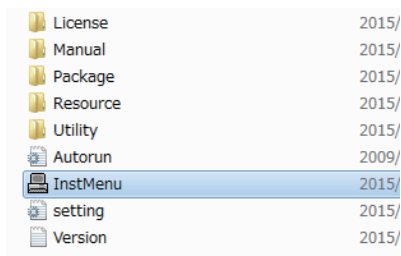 License 2015/
Manual 2015/
Package 2015/
Resource 2015/
Utility 2015/
Autorun 2009/
InstMenu 2015/
setting 2015/
Version 2015/